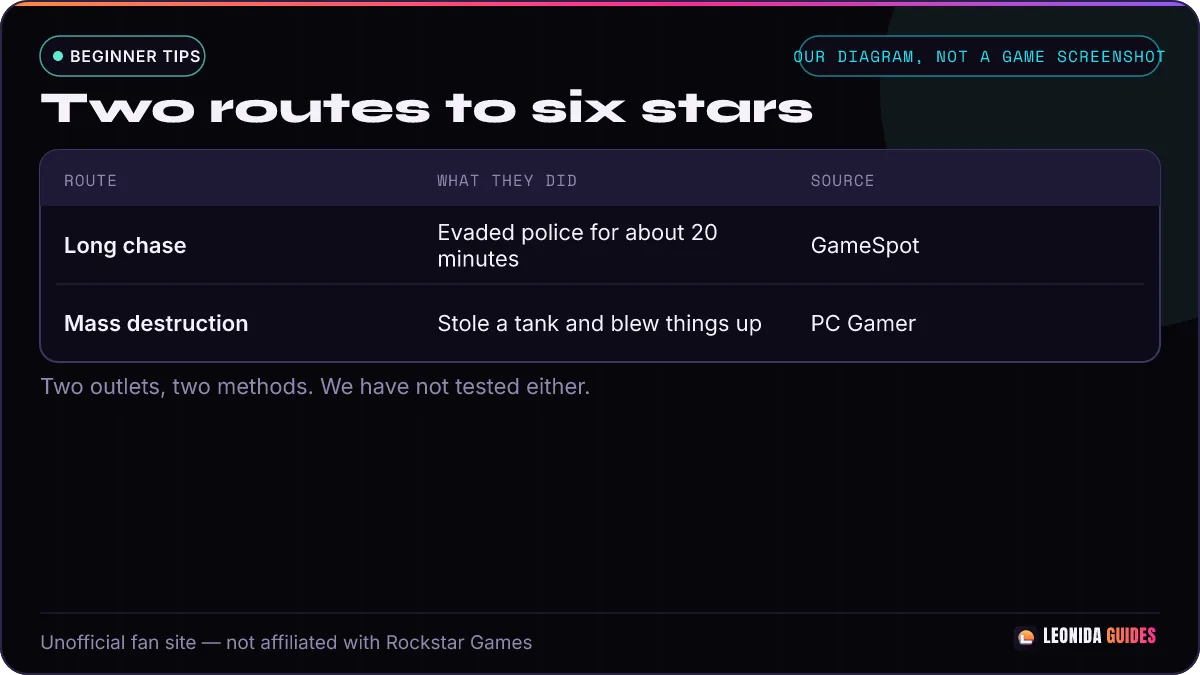 BEGINNER TIPS
OUR DIAGRAM, NOT A GAME SCREENSHOT
Two routes to six stars
ROUTE WHAT THEY DID SOURCE
Long chase Evaded police for about 20 minutes GameSpot
Mass destruction Stole a tank and blew things up PC Gamer
Two outlets, two methods. We have not tested either.
Unofficial fan site — not affiliated with Rockstar Games
LEONIDA GUIDES